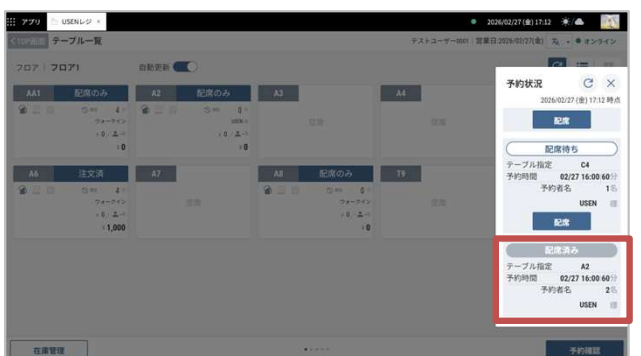 アプリ
USENレジ ×
2026/02/27(金) 17:12
<TOP画面 テーブル一覧
テストユーザー0001 営業日:2026/02/27(金)
オンライン
フロア フロア1
自動更新
AA1 配席のみ
ウォークイン
A2 配席のみ
A3
空席
A4
空席
A6 注文済
ウォークイン
1,000
A7
空席
A8 配席のみ
ウォークイン
T9
空席
予約状況
2026/02/27 (金) 17:12 時点
配席
配席待ち
テーブル指定 C4
予約時間 02/27 16:00 60分
予約者名 1名
USEN 様
配席
配席済み
テーブル指定 A2
予約時間 02/27 16:00 60分
予約者名 2名
USEN 様
在庫管理
予約確認